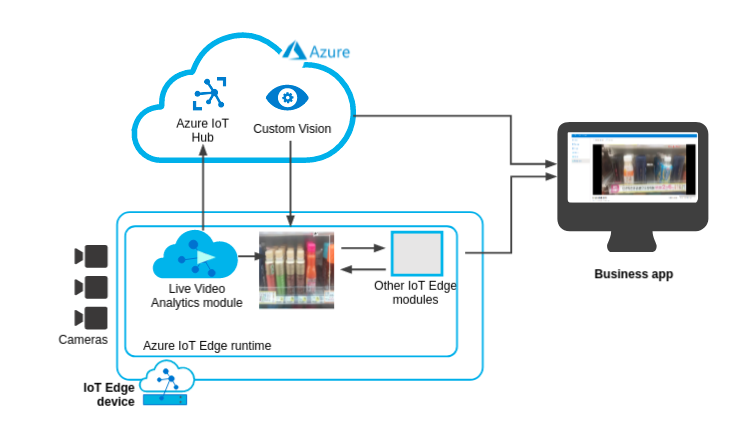 Azure
Azure IoT
Hub
Custom Vision
Live Video
Analytics module
Other IoT Edge
modules
Cameras
Azure IoT Edge runtime
IoT Edge
device
Business app